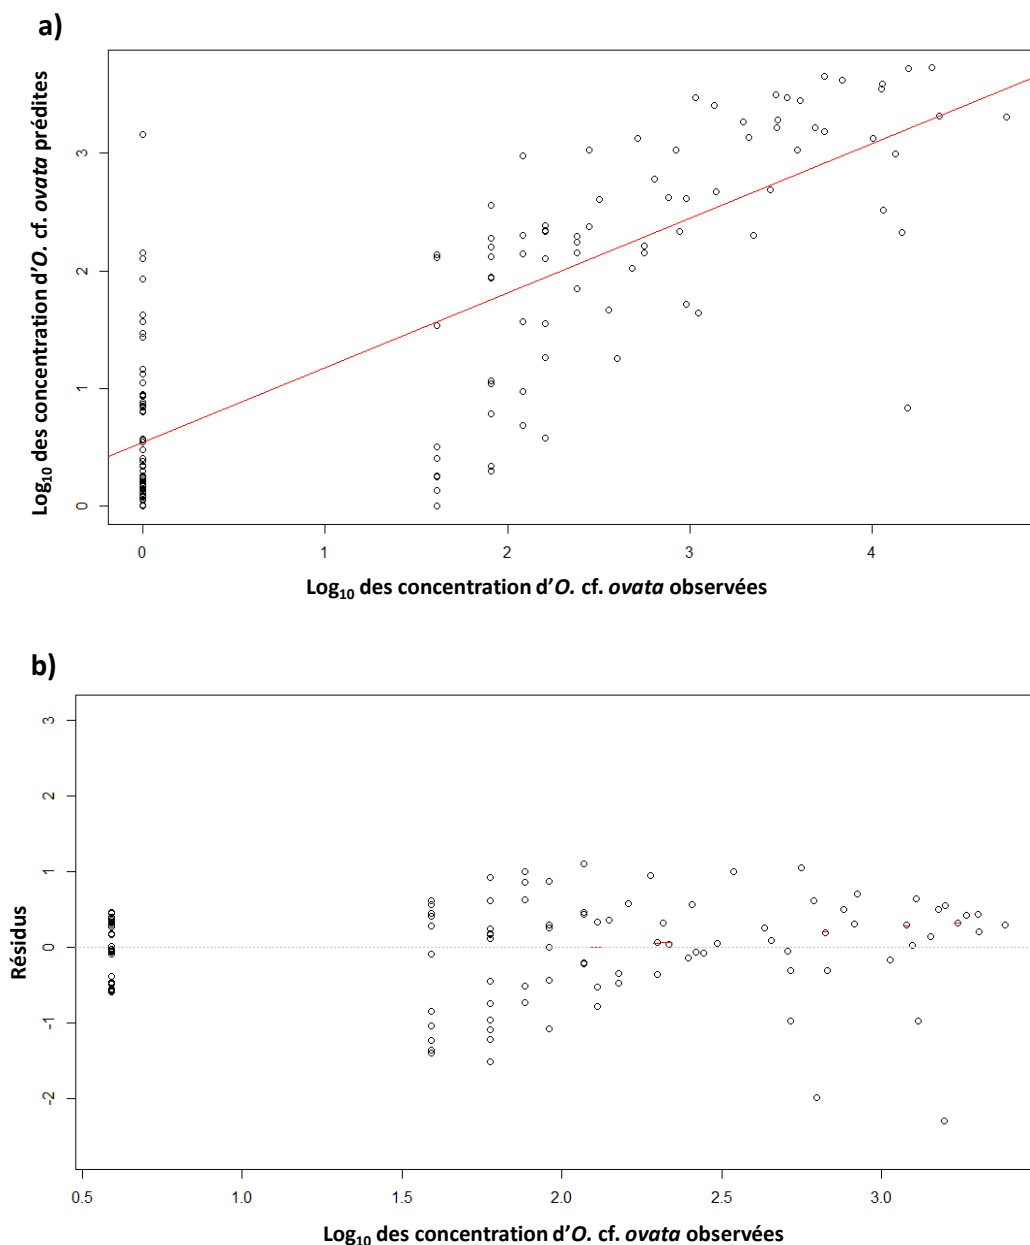 a)
Log₁₀ des concentration d'O. cf. ovata prédites
3
2
1
0
0 1 2 3 4
Log₁₀ des concentration d'O. cf. ovata observées
b)
Résidus
3
2
1
0
-1
-2
0.5 1.0 1.5 2.0 2.5 3.0
Log₁₀ des concentration d'O. cf. ovata observées